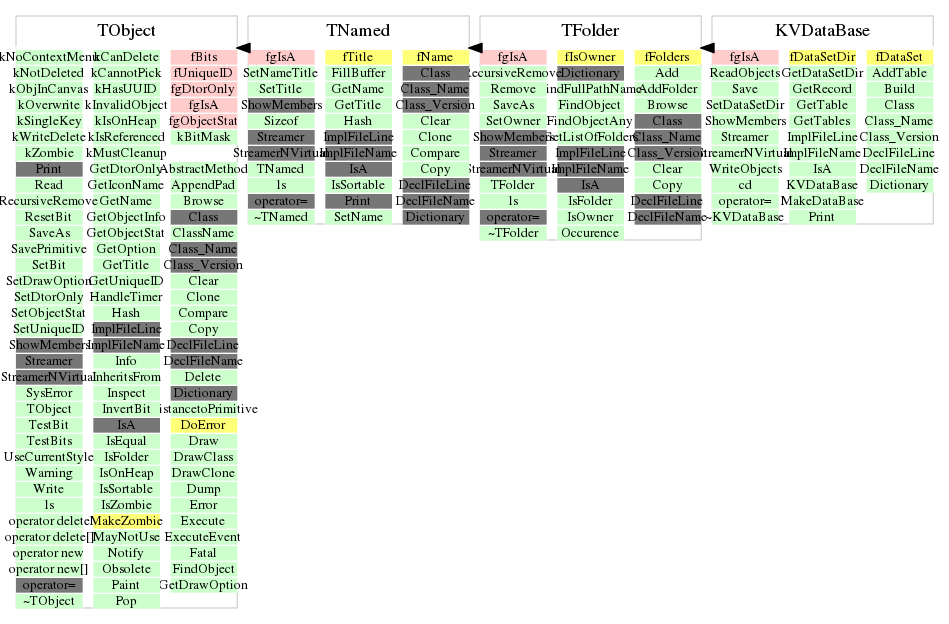 TObject
kNoContextMenu kCanDelete fBits
kNotDeleted kCannotPick fUniqueID
kObjInCanvas kHasUUID fgDtorOnly
kOverwrite kInvalidObject fgIsA
kSingleKey kIsOnHeap fgObjectStat
kWriteDelete kIsReferenced kBitMask
kZombie kMustCleanup
Print GetDtorOnly AbstractMethod
Read GetIconName AppendPad
RecursiveRemove GetName Browse
ResetBit GetObjectInfo Class
SaveAs GetObjectStat ClassName
SavePrimitive GetOption Class_Name
SetBit GetTitle Class_Version
SetDrawOption GetUniqueID Clear
SetDtorOnly HandleTimer Clone
SetObjectStat Hash Compare
SetUniqueID ImplFileLine Copy
ShowMembers ImplFileName DeclFileLine
Streamer Info DeclFileName
StreamerNVirtual InheritsFrom Delete
SysError Inspect Dictionary
TObject InvertBit istancetoPrimitive
TestBit IsA DoError
TestBits IsEqual Draw
UseCurrentStyle IsFolder DrawClass
Warning IsOnHeap DrawClone
Write IsSortable Dump
ls IsZombie Error
operator delete MakeZombie Execute
operator delete[] MayNotUse ExecuteEvent
operator new Notify Fatal
operator new[] Obsolete FindObject
operator= Paint GetDrawOption
~TObject Pop
TNamed
fgIsA fTitle fName
SetNameTitle FillBuffer Class
SetTitle GetName Class_Name
ShowMembers GetTitle Class_Version
Sizeof Hash Clear
Streamer ImplFileLine Clone
StreamerNVirtual ImplFileName Compare
TNamed IsA Copy
ls IsSortable DeclFileLine
operator= Print DeclFileName
~TNamed SetName Dictionary
TFolder
fgIsA fIsOwner fFolders
RecursiveRemove Dictionary Add
Remove indFullPathName AddFolder
SaveAs FindObject Browse
SetOwner FindObjectAny Class
ShowMembers GetListOfFolders Class_Name
Streamer ImplFileLine Class_Version
StreamerNVirtual ImplFileName Clear
TFolder IsA Copy
ls IsFolder DeclFileLine
operator= IsOwner DeclFileName
~TFolder Occurence
KVDataBase
fgIsA fDataSetDir fDataSet
ReadObjects GetDataSetDir AddTable
Save GetRecord Build
SetDataSetDir GetTable Class
ShowMembers GetTables Class_Name
Streamer ImplFileLine Class_Version
StreamerNVirtual ImplFileName DeclFileLine
WriteObjects IsA DeclFileName
cd KVDataBase Dictionary
operator= MakeDataBase
~KVDataBase Print